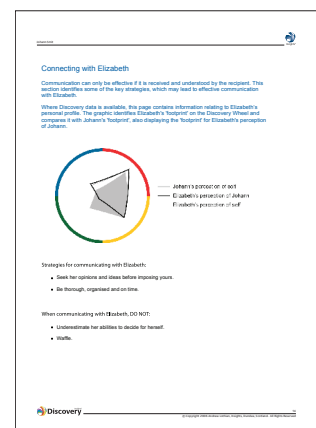 Connecting with Elizabeth
Communication can only be effective if it is received and understood by the recipient. This
section identifies some of the key strategies, which may lead to effective communication
with Elizabeth.
Where Discovery data is available, this page contains information relating to Elizabeth's
personal profile. The graphic identifies Elizabeth's 'footprint' on the Discovery Wheel and
compares it with Johann's 'footprint', also displaying the 'footprint' for Elizabeth's perception
of Johann.
Johann's perception of self
Elizabeth's perception of Johann
Elizabeth's perception of self
Strategies for communicating with Elizabeth:
• Seek her opinions and ideas before imposing yours.
• Be thorough, organised and on time.
When communicating with Elizabeth, DO NOT:
• Underestimate her abilities to decide for herself.
• Waffle.
Discovery